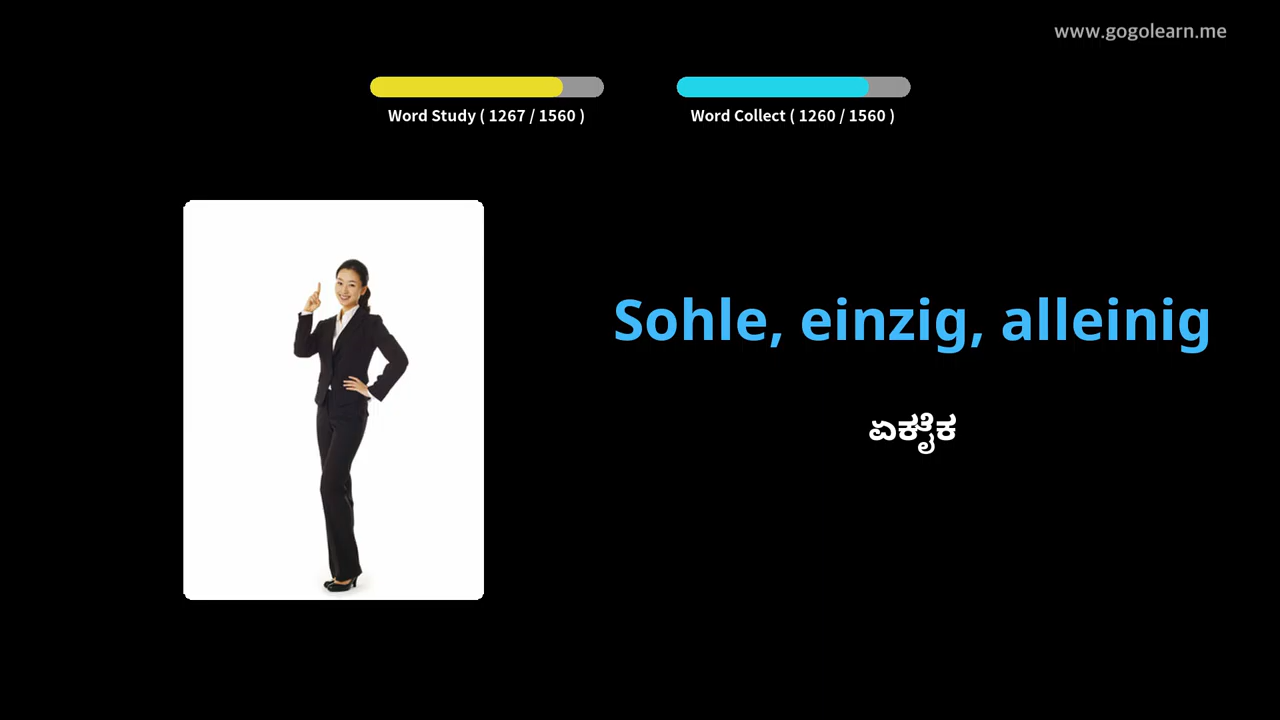 www.gogolearn.me
Word Study ( 1267 / 1560 )
Word Collect ( 1260 / 1560 )
Sohle, einzig, alleinig
ಏಕೈಕ